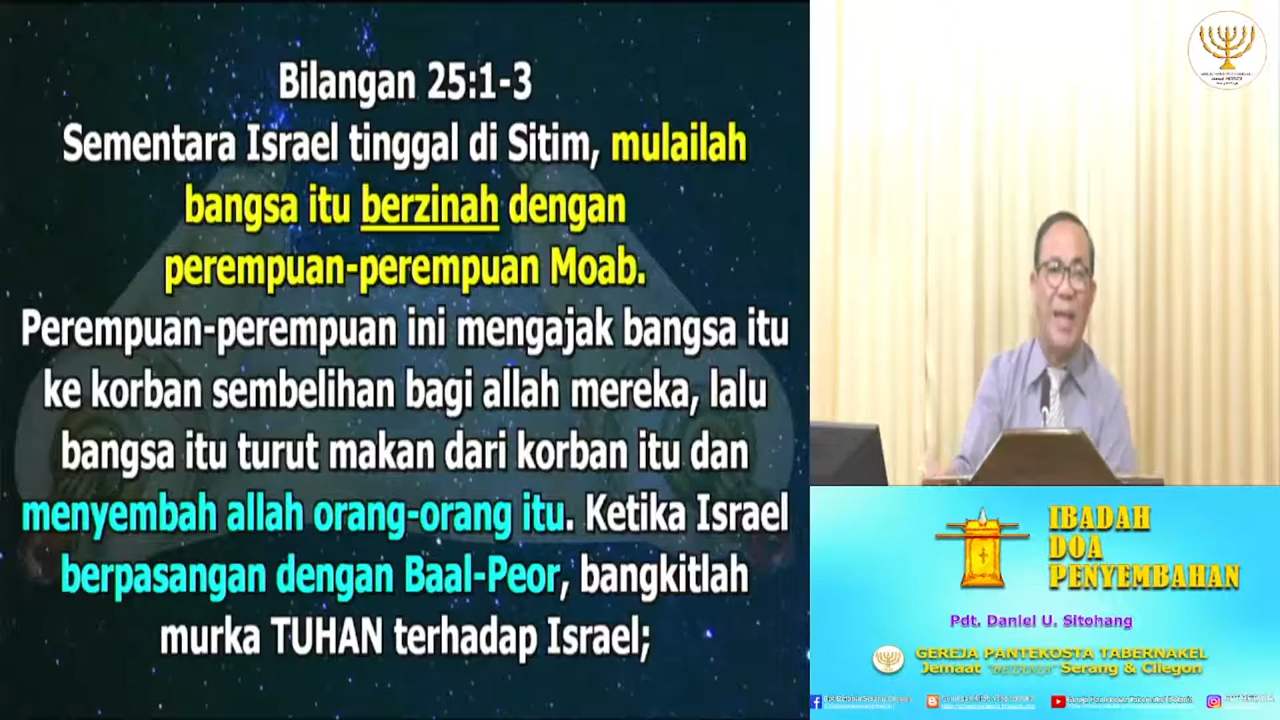 Bilangan 25:1-3
Sementara Israel tinggal di Sitim, mulailah
bangsa itu berzinah dengan
perempuan-perempuan Moab.
Perempuan-perempuan ini mengajak bangsa itu
ke korban sembelihan bagi allah mereka, lalu
bangsa itu turut makan dari korban itu dan
menyembah allah orang-orang itu. Ketika Israel
berpasangan dengan Baal-Peor, bangkitlah
murka TUHAN terhadap Israel;
IBADAH
DOA
PENYEMBAHAN
Pdt. Daniel U. Sitohang
GEREJA PANTEKOSTA TABERNAKEL
Jemaat "BETANIA" Serang & Cilegon